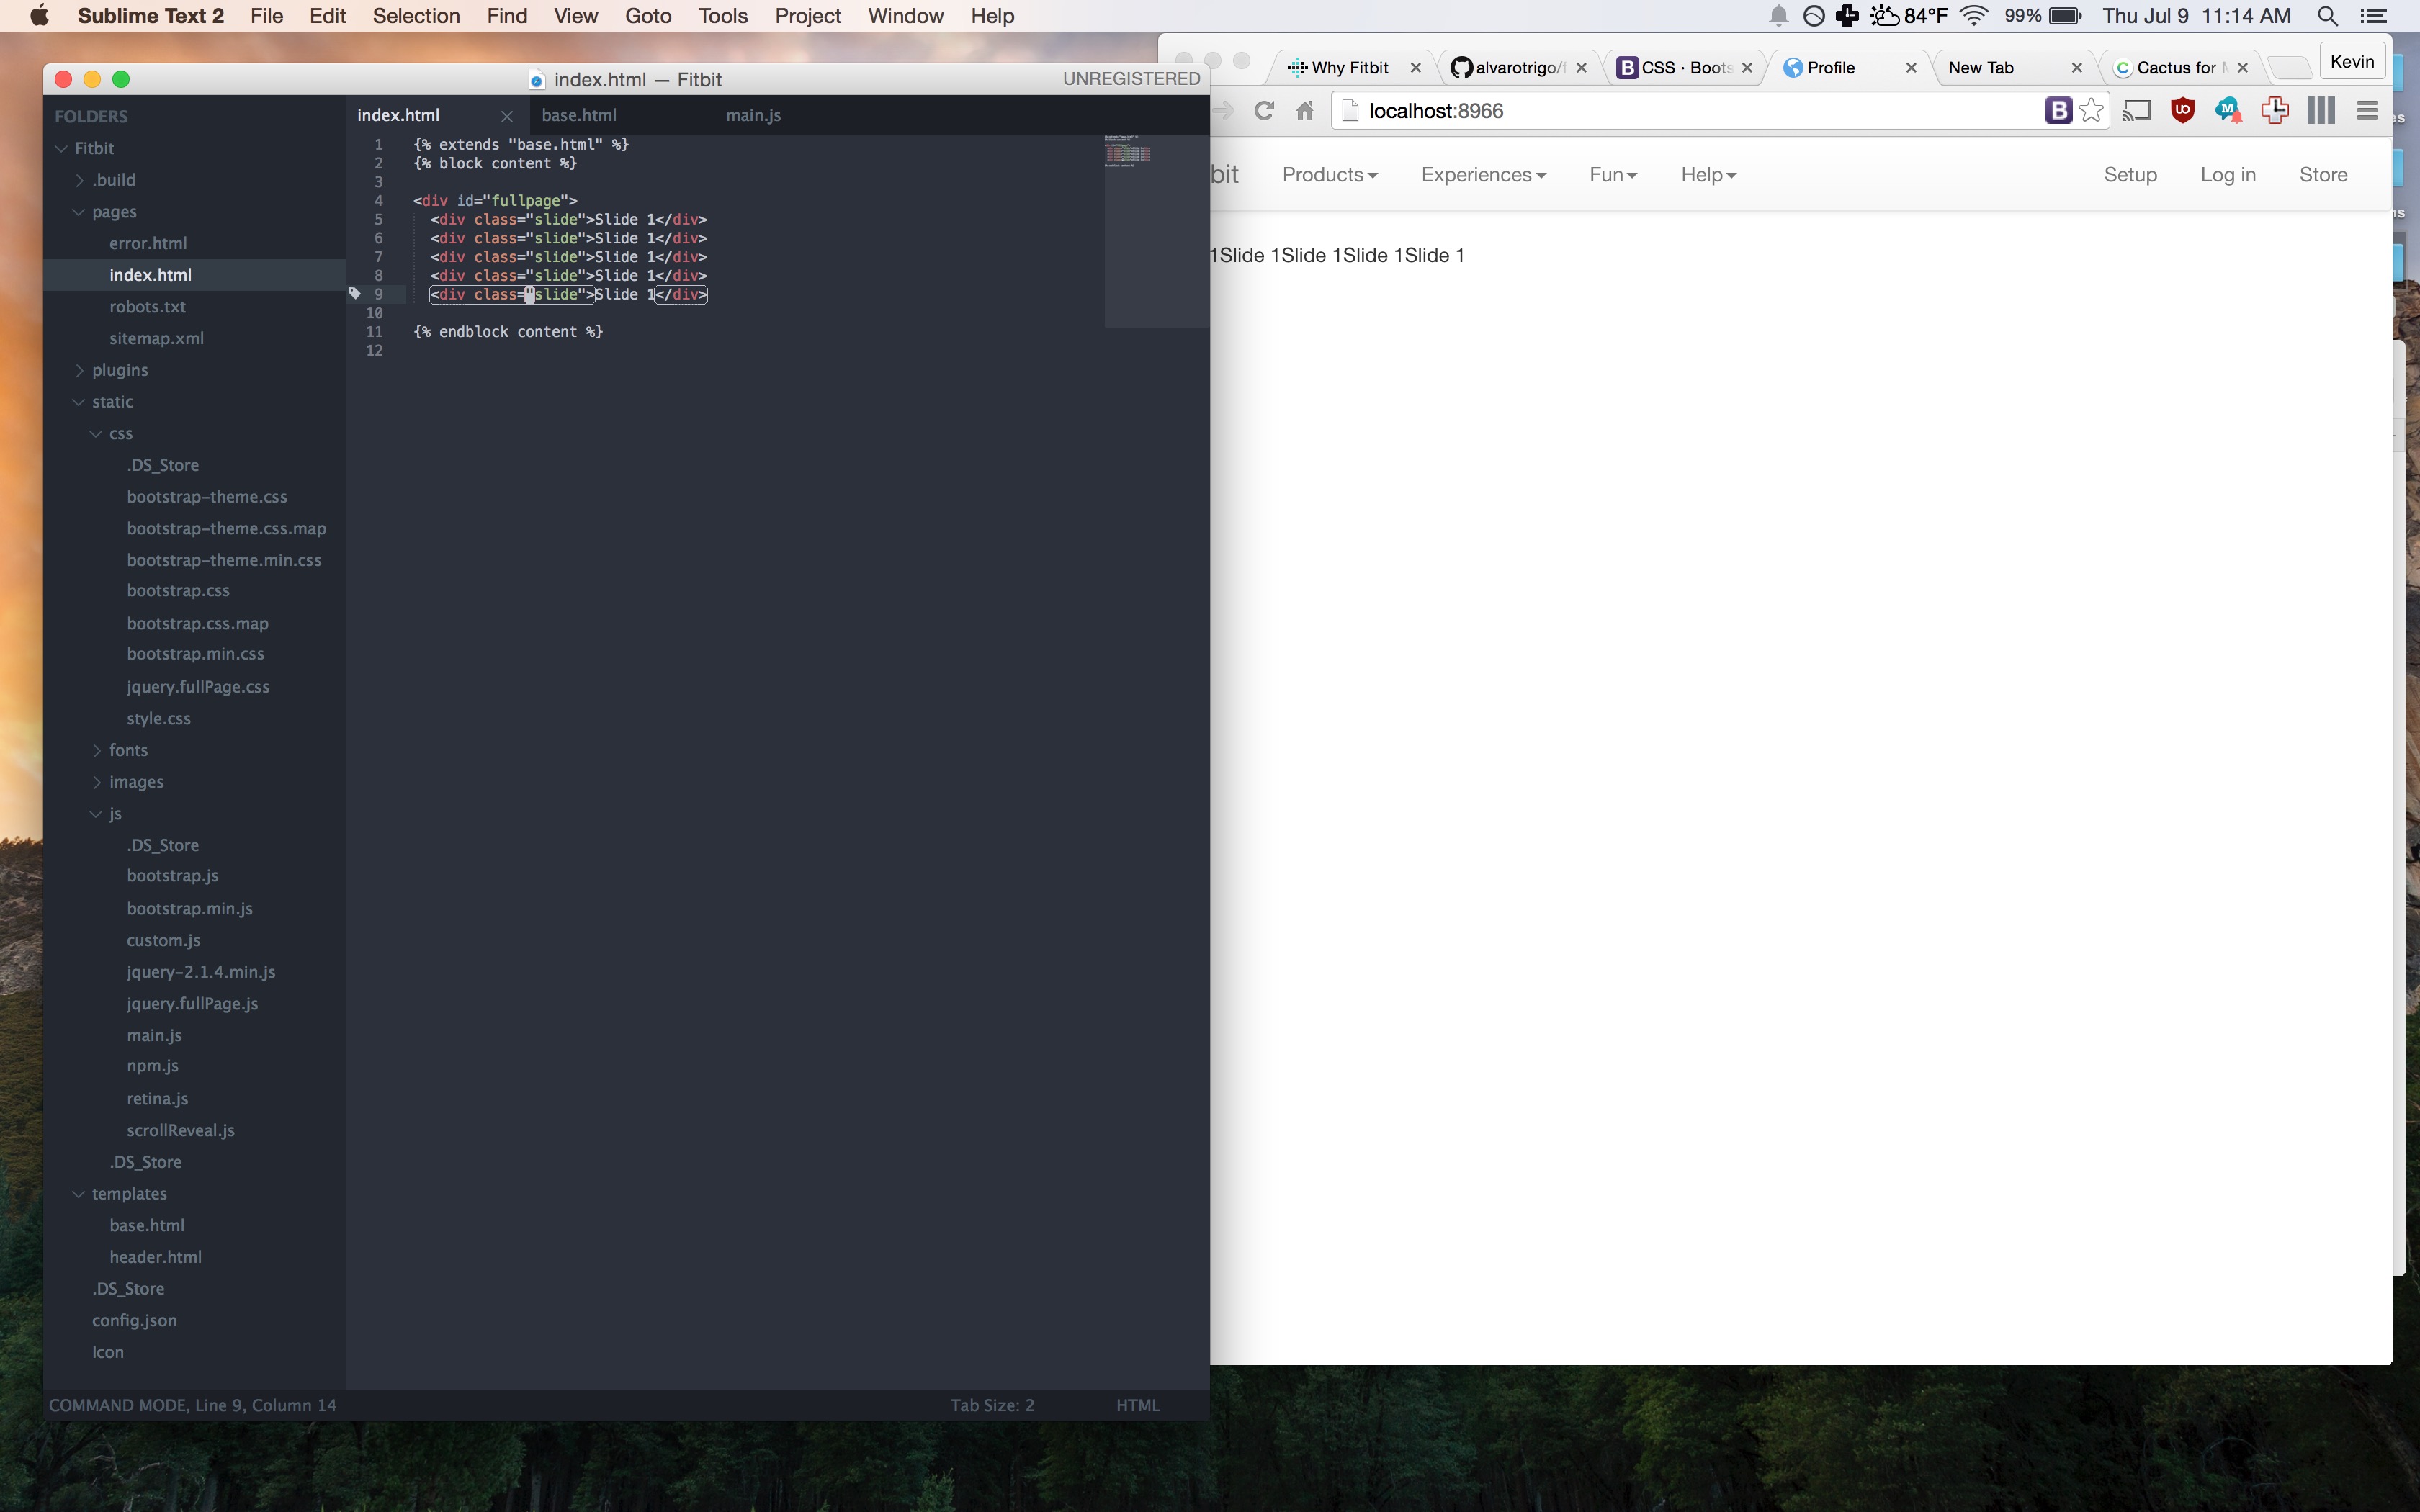 Sublime Text 2 File Edit Selection Find View Goto Tools Project Window Help
84°F 99% Thu Jul 9 11:14 AM
index.html — Fitbit UNREGISTERED
FOLDERS
Fitbit
.build
pages
error.html
index.html
robots.txt
sitemap.xml
plugins
static
css
.DS_Store
bootstrap-theme.css
bootstrap-theme.css.map
bootstrap-theme.min.css
bootstrap.css
bootstrap.css.map
bootstrap.min.css
jquery.fullPage.css
style.css
fonts
images
js
.DS_Store
bootstrap.js
bootstrap.min.js
custom.js
jquery-2.1.4.min.js
jquery.fullPage.js
main.js
npm.js
retina.js
scrollReveal.js
.DS_Store
templates
base.html
header.html
.DS_Store
config.json
Icon
index.html base.html main.js
1 {% extends "base.html" %}
2 {% block content %}
3
4 <div id="fullpage">
5 <div class="slide">Slide 1</div>
6 <div class="slide">Slide 1</div>
7 <div class="slide">Slide 1</div>
8 <div class="slide">Slide 1</div>
9 <div class="slide">Slide 1</div>
10
11 {% endblock content %}
12
COMMAND MODE, Line 9, Column 14 Tab Size: 2 HTML
Why Fitbit alvarotrigo/ CSS · Boots Profile New Tab Cactus for Kevin
localhost:8966
bit Products Experiences Fun Help Setup Log in Store
1Slide 1Slide 1Slide 1Slide 1